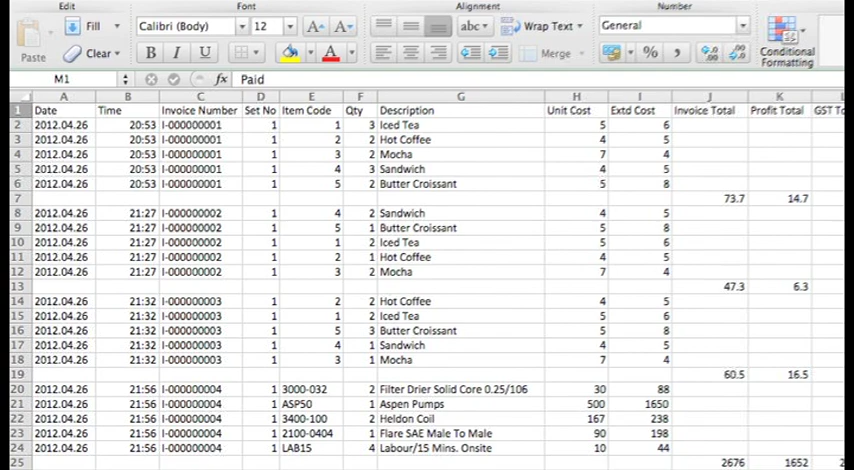 Edit Font Alignment Number
Fill Calibri (Body) 12 A A abc Wrap Text General
Paste Clear B I U A Merge % , .0 .00 .00 .0 Conditional Formatting
M1 fx Paid
A B C D E F G H I J K L
1 Date Time Invoice Number Set No Item Code Qty Description Unit Cost Extd Cost Invoice Total Profit Total GST To
2 2012.04.26 20:53 I-000000001 1 1 3 Iced Tea 5 6
3 2012.04.26 20:53 I-000000001 1 2 2 Hot Coffee 4 5
4 2012.04.26 20:53 I-000000001 1 3 2 Mocha 7 4
5 2012.04.26 20:53 I-000000001 1 4 3 Sandwich 4 5
6 2012.04.26 20:53 I-000000001 1 5 2 Butter Croissant 5 8
7 73.7 14.7
8 2012.04.26 21:27 I-000000002 1 4 2 Sandwich 4 5
9 2012.04.26 21:27 I-000000002 1 5 1 Butter Croissant 5 8
10 2012.04.26 21:27 I-000000002 1 1 2 Iced Tea 5 6
11 2012.04.26 21:27 I-000000002 1 2 1 Hot Coffee 4 5
12 2012.04.26 21:27 I-000000002 1 3 2 Mocha 7 4
13 47.3 6.3
14 2012.04.26 21:32 I-000000003 1 2 2 Hot Coffee 4 5
15 2012.04.26 21:32 I-000000003 1 1 2 Iced Tea 5 6
16 2012.04.26 21:32 I-000000003 1 5 3 Butter Croissant 5 8
17 2012.04.26 21:32 I-000000003 1 4 1 Sandwich 4 5
18 2012.04.26 21:32 I-000000003 1 3 1 Mocha 7 4
19 60.5 16.5
20 2012.04.26 21:56 I-000000004 1 3000-032 2 Filter Drier Solid Core 0.25/106 30 88
21 2012.04.26 21:56 I-000000004 1 ASP50 1 Aspen Pumps 500 1650
22 2012.04.26 21:56 I-000000004 1 3400-100 2 Heldon Coil 167 238
23 2012.04.26 21:56 I-000000004 1 2100-0404 1 Flare SAE Male To Male 90 198
24 2012.04.26 21:56 I-000000004 1 LAB15 4 Labour/15 Mins. Onsite 10 44
25 2676 1652 2